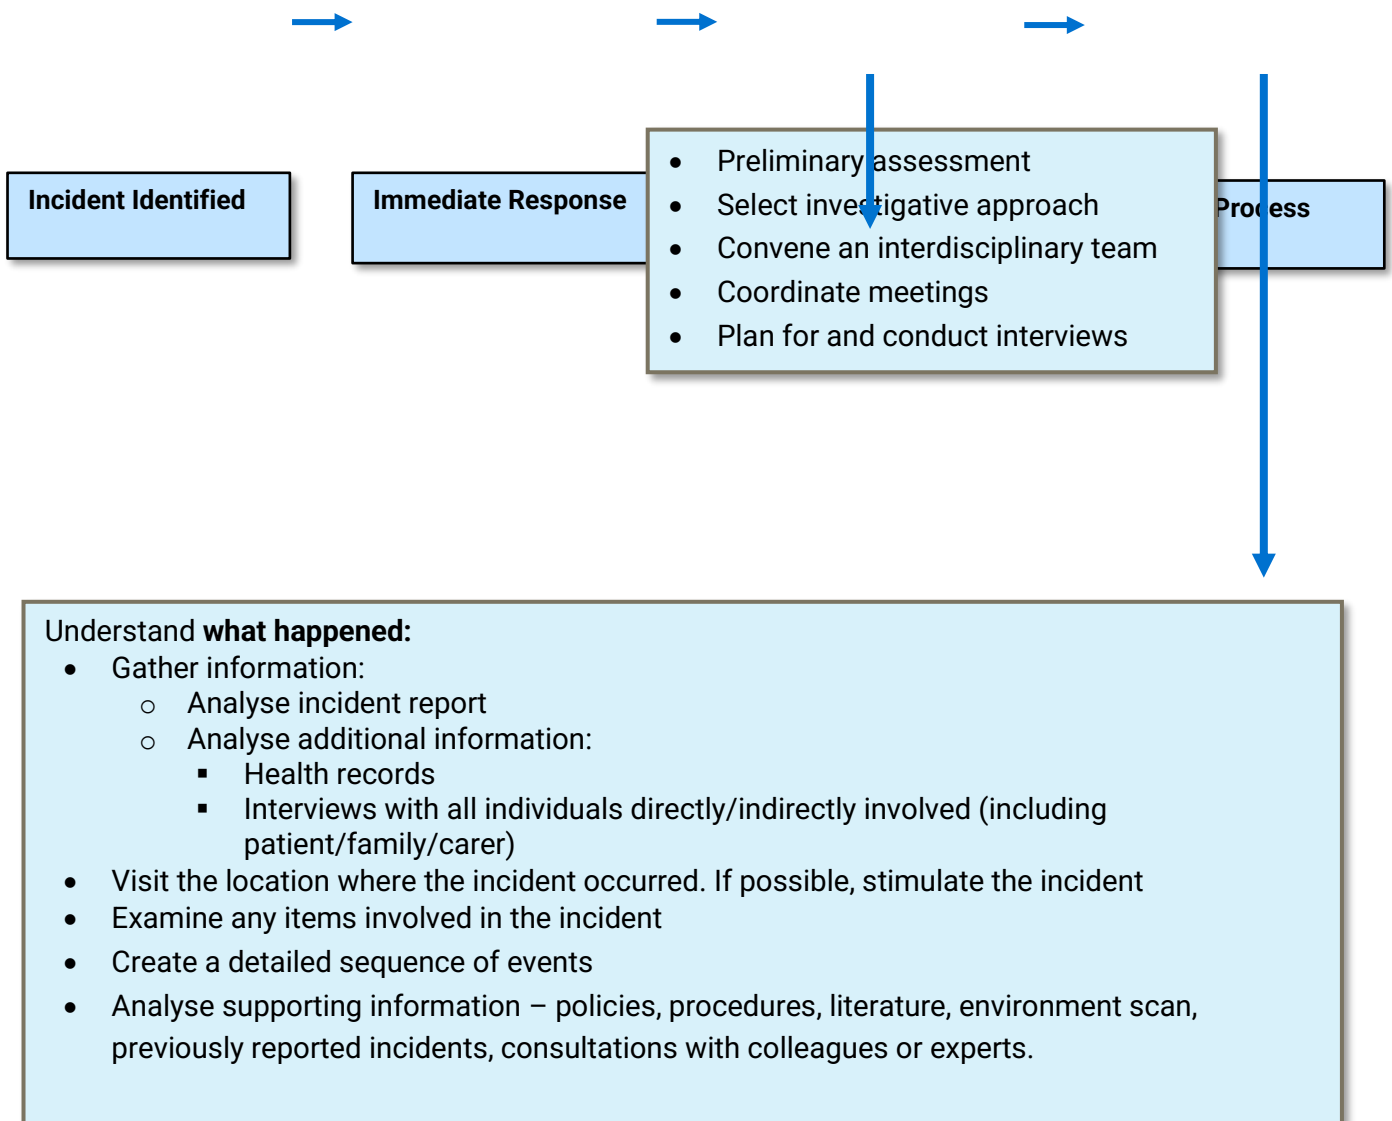 Incident Identified
Immediate Response
• Preliminary assessment
• Select investigative approach
• Convene an interdisciplinary team
• Coordinate meetings
• Plan for and conduct interviews
Process
Understand what happened:
• Gather information:
o Analyse incident report
o Analyse additional information:
▪ Health records
▪ Interviews with all individuals directly/indirectly involved (including
patient/family/carer)
• Visit the location where the incident occurred. If possible, stimulate the incident
• Examine any items involved in the incident
• Create a detailed sequence of events
• Analyse supporting information – policies, procedures, literature, environment scan,
previously reported incidents, consultations with colleagues or experts.